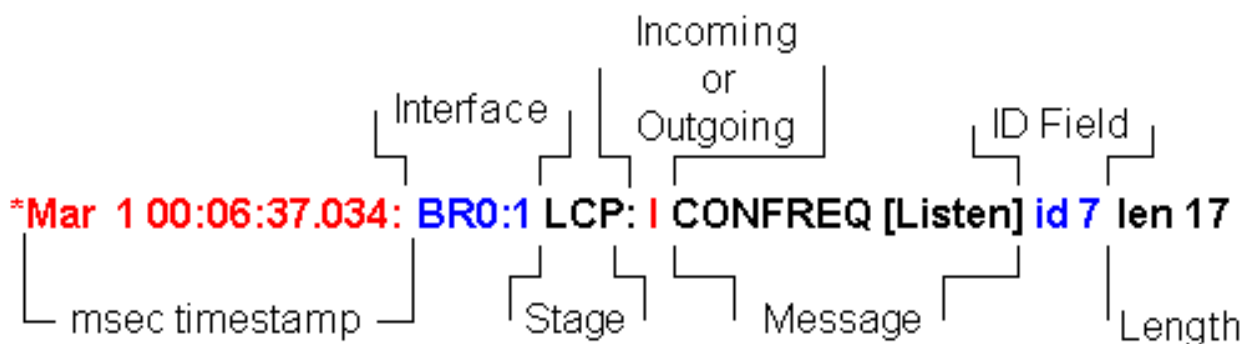 Incoming
or
Outgoing
Interface
ID Field
*Mar 1 00:06:37.034: BR0:1 LCP: I CONFREQ [Listen] id 7 len 17
msec timestamp
Stage
Message
Length